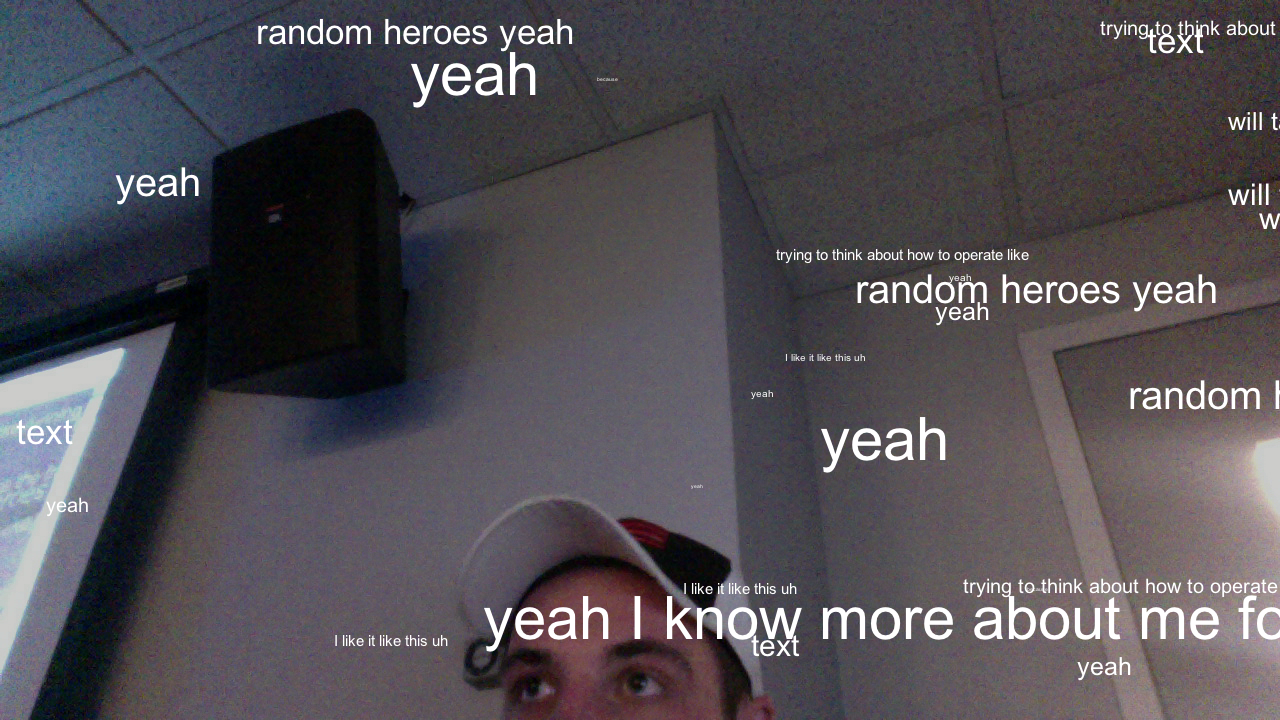 random heroes yeah
trying to think about
text
yeah
because
will
yeah
will
trying to think about how to operate like
yeah
random heroes yeah
yeah
I like it like this uh
yeah
random
yeah
text
yeah
yeah
I like it like this uh
trying to think about how to operate
yeah I know more about me
I like it like this uh
text
yeah